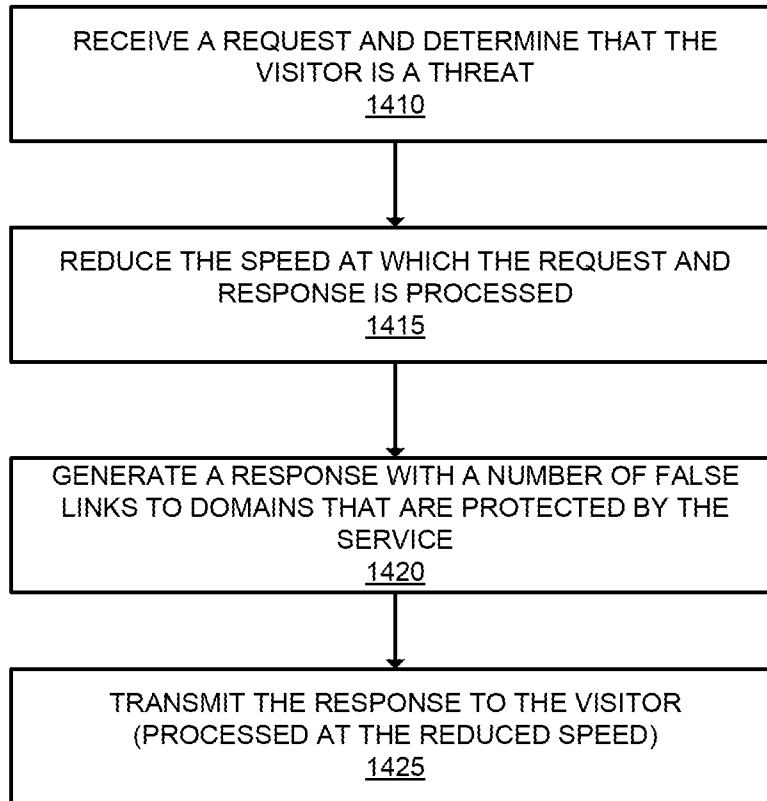 RECEIVE A REQUEST AND DETERMINE THAT THE
VISITOR IS A THREAT
1410
REDUCE THE SPEED AT WHICH THE REQUEST AND
RESPONSE IS PROCESSED
1415
GENERATE A RESPONSE WITH A NUMBER OF FALSE
LINKS TO DOMAINS THAT ARE PROTECTED BY THE
SERVICE
1420
TRANSMIT THE RESPONSE TO THE VISITOR
(PROCESSED AT THE REDUCED SPEED)
1425